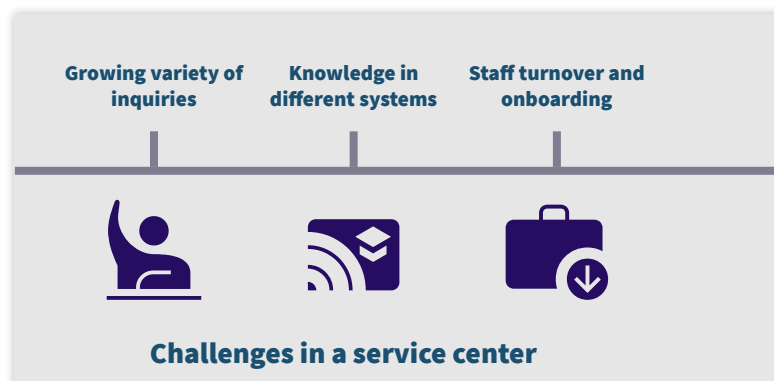 Growing variety of
inquiries
Knowledge in
different systems
Staff turnover and
onboarding
Challenges in a service center